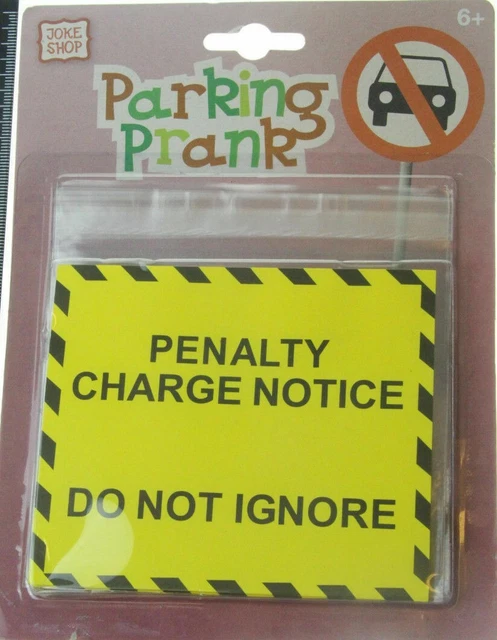 JOKE
SHOP
6+
Parking
Prank
PENALTY
CHARGE NOTICE
DO NOT IGNORE